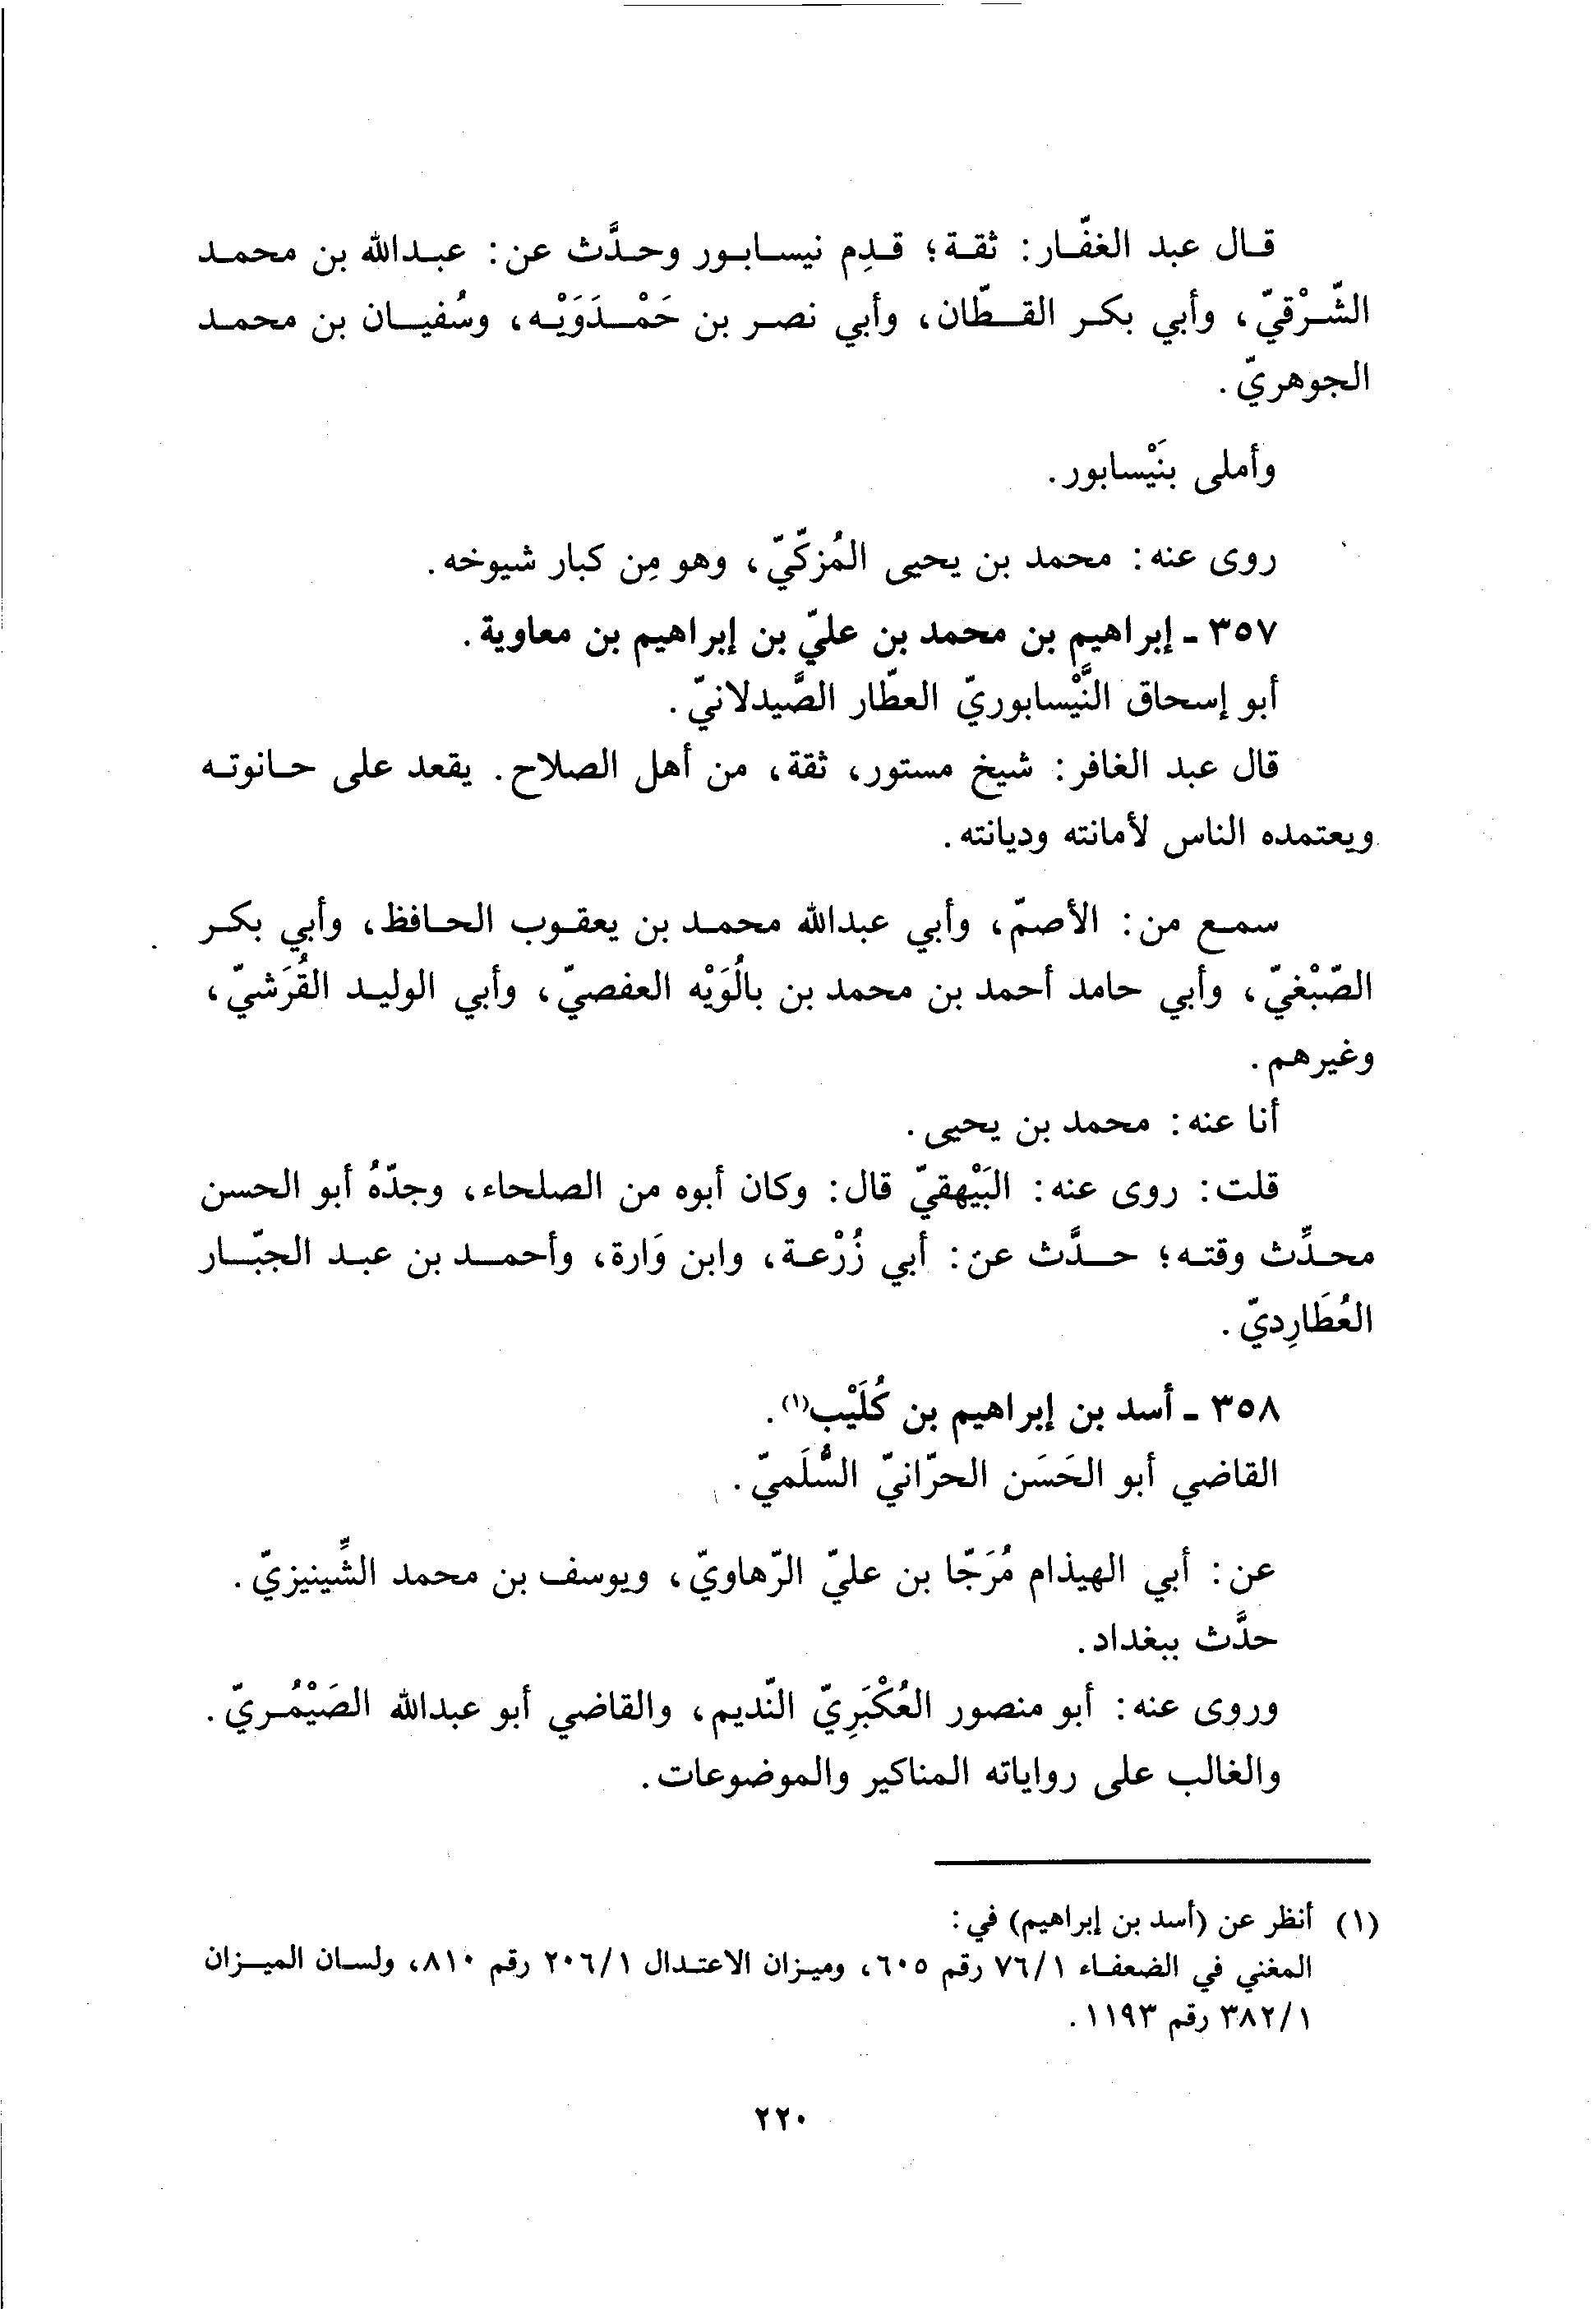 قال عبد الغفّار: ثقة؛ قدِم نيسابور وحدَّث عن: عبدالله بن محمد
الشّرْقيّ، وأبي بكر القطّان، وأبي نصر بن حَمْدَوَيْه، وسُفيان بن محمد
الجوهريّ.
وأملى بنَيْسابور.
روى عنه: محمد بن يحيى المُزكّيّ، وهو مِن كبار شيوخه.
٣٥٧ - إبراهيم بن محمد بن عليّ بن إبراهيم بن معاوية.
أبو إسحاق النَّيْسابوريّ العطّار الصَّيدلانيّ.
قال عبد الغافر: شيخ مستور، ثقة، من أهل الصلاح. يقعد على حانوته
ويعتمده الناس لأمانته وديانته.
سمع من: الأصمّ، وأبي عبدالله محمد بن يعقوب الحافظ، وأبي بكر
الصّبْغيّ، وأبي حامد أحمد بن محمد بن بالُوَيْه العفصيّ، وأبي الوليد القُرَشيّ،
وغيرهم.
أنا عنه: محمد بن يحيى.
قلت: روى عنه: البَيْهقيّ قال: وكان أبوه من الصلحاء، وجدّهُ أبو الحسن
محدِّث وقته؛ حدَّث عن: أبي زُرْعة، وابن وَارة، وأحمد بن عبد الجبّار
العُطَارِديّ.
٣٥٨ - أسد بن إبراهيم بن كُلَيْب(١).
القاضي أبو الحَسَن الحرّانيّ السُّلَميّ.
عن: أبي الهيذام مُرَجّا بن عليّ الرّهاويّ، ويوسف بن محمد الشِّينيزيّ.
حدَّث ببغداد.
وروى عنه: أبو منصور العُكْبَرِيّ النّديم، والقاضي أبو عبدالله الصَيْمُريّ.
والغالب على رواياته المناكير والموضوعات.
(١) أنظر عن (أسد بن إبراهيم) في:
المغني في الضعفاء ٧٦/١ رقم ٦٠٥، وميزان الاعتدال ٢٠٦/١ رقم ٨١٠، ولسان الميزان
٣٨٢/١ رقم ١١٩٣.
٢٢٠